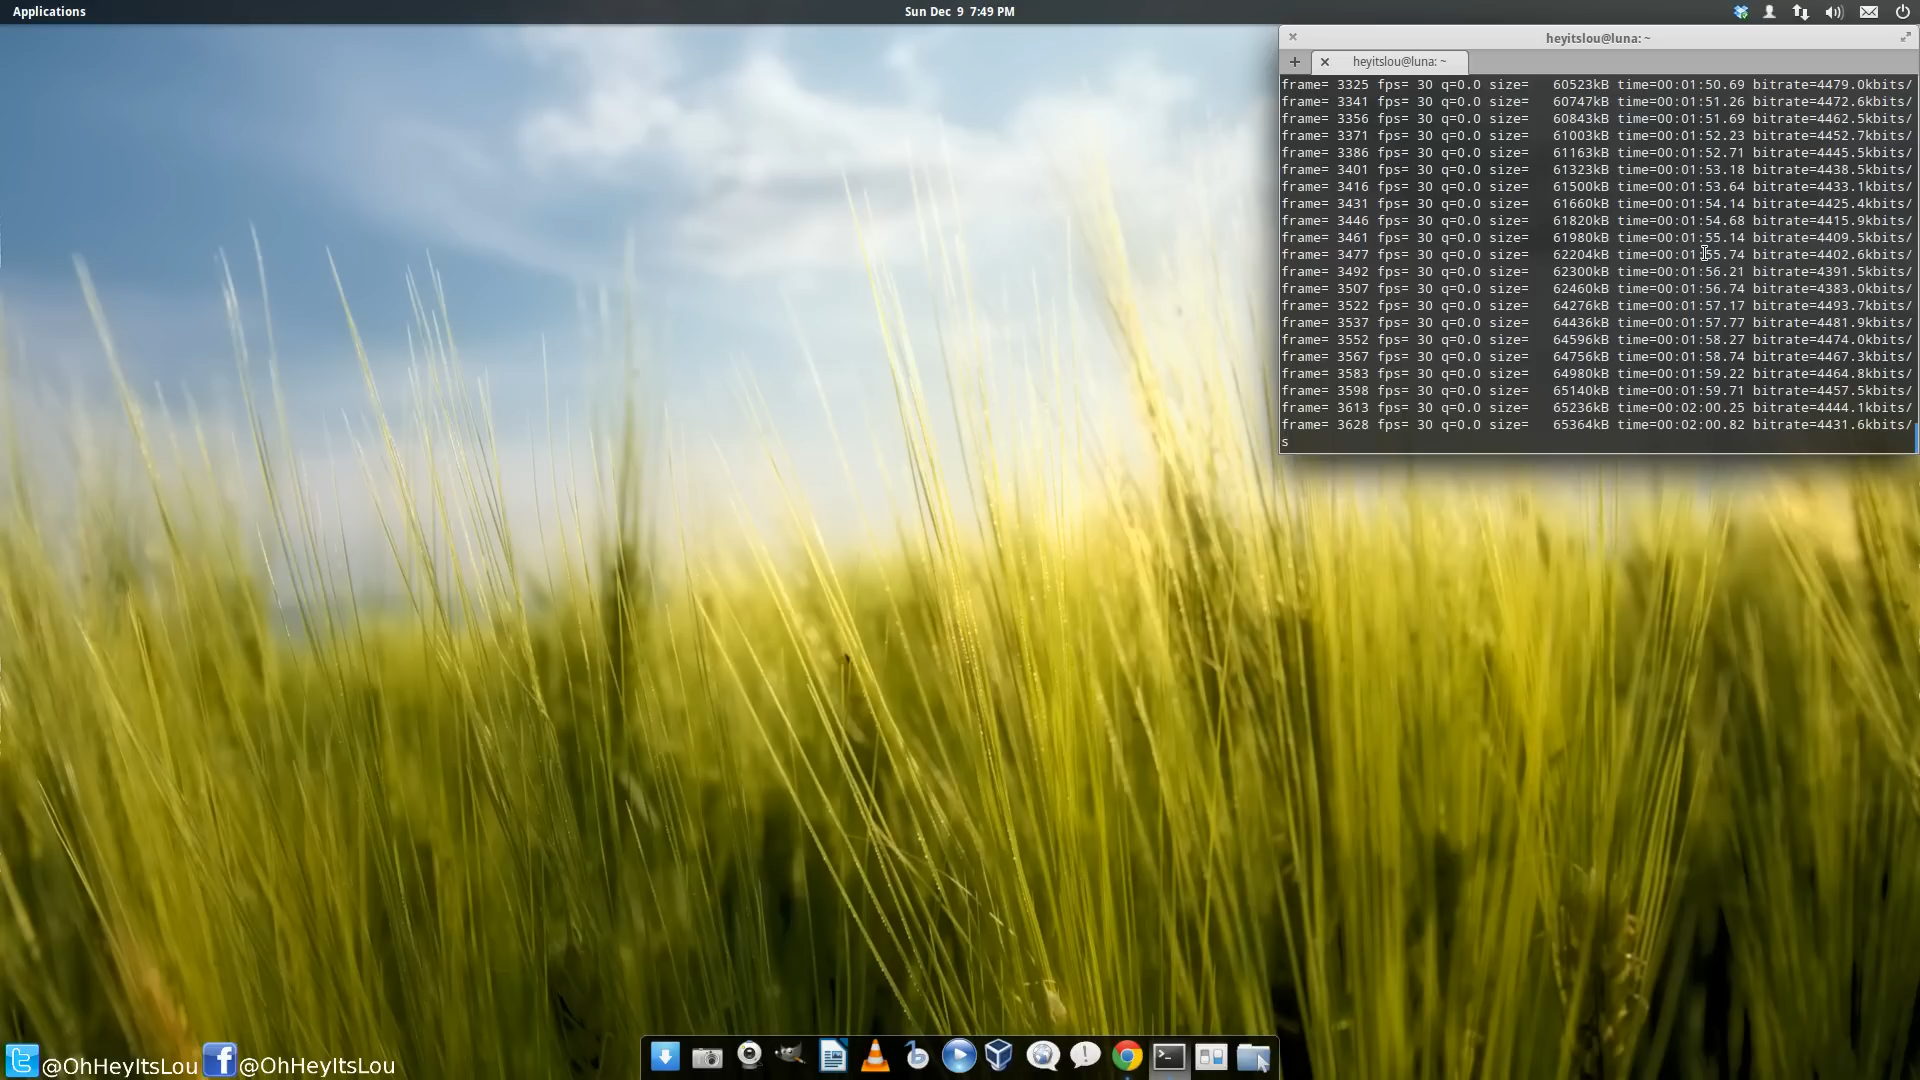 Applications
Sun Dec 9 7:49 PM
heyitslou@luna: ~
heyitslou@luna: ~
frame= 3325 fps= 30 q=0.0 size= 60523kB time=00:01:50.69 bitrate=4479.0kbits/
frame= 3341 fps= 30 q=0.0 size= 60747kB time=00:01:51.26 bitrate=4472.6kbits/
frame= 3356 fps= 30 q=0.0 size= 60843kB time=00:01:51.69 bitrate=4462.5kbits/
frame= 3371 fps= 30 q=0.0 size= 61003kB time=00:01:52.23 bitrate=4452.7kbits/
frame= 3386 fps= 30 q=0.0 size= 61163kB time=00:01:52.71 bitrate=4445.5kbits/
frame= 3401 fps= 30 q=0.0 size= 61323kB time=00:01:53.18 bitrate=4438.5kbits/
frame= 3416 fps= 30 q=0.0 size= 61500kB time=00:01:53.64 bitrate=4433.1kbits/
frame= 3431 fps= 30 q=0.0 size= 61660kB time=00:01:54.14 bitrate=4425.4kbits/
frame= 3446 fps= 30 q=0.0 size= 61820kB time=00:01:54.68 bitrate=4415.9kbits/
frame= 3461 fps= 30 q=0.0 size= 61980kB time=00:01:55.14 bitrate=4409.5kbits/
frame= 3477 fps= 30 q=0.0 size= 62204kB time=00:01:55.74 bitrate=4402.6kbits/
frame= 3492 fps= 30 q=0.0 size= 62300kB time=00:01:56.21 bitrate=4391.5kbits/
frame= 3507 fps= 30 q=0.0 size= 62460kB time=00:01:56.74 bitrate=4383.0kbits/
frame= 3522 fps= 30 q=0.0 size= 64276kB time=00:01:57.17 bitrate=4493.7kbits/
frame= 3537 fps= 30 q=0.0 size= 64436kB time=00:01:57.77 bitrate=4481.9kbits/
frame= 3552 fps= 30 q=0.0 size= 64596kB time=00:01:58.27 bitrate=4474.0kbits/
frame= 3567 fps= 30 q=0.0 size= 64756kB time=00:01:58.74 bitrate=4467.3kbits/
frame= 3583 fps= 30 q=0.0 size= 64980kB time=00:01:59.22 bitrate=4464.8kbits/
frame= 3598 fps= 30 q=0.0 size= 65140kB time=00:01:59.71 bitrate=4457.5kbits/
frame= 3613 fps= 30 q=0.0 size= 65236kB time=00:02:00.25 bitrate=4444.1kbits/
frame= 3628 fps= 30 q=0.0 size= 65364kB time=00:02:00.82 bitrate=4431.6kbits/
s
@OhHeyItsLou @OhHeyItsLou